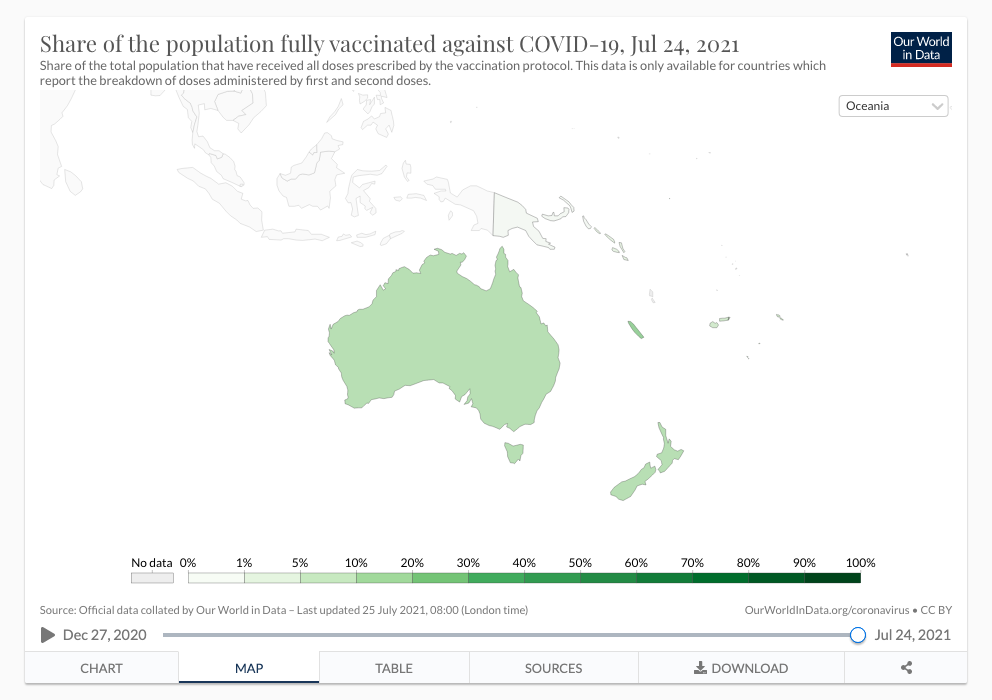 Share of the population fully vaccinated against COVID-19, Jul 24, 2021
Share of the total population that have received all doses prescribed by the vaccination protocol. This data is only available for countries which
report the breakdown of doses administered by first and second doses.
Our World
in Data
Oceania
No data 0% 1% 5% 10% 20% 30% 40% 50% 60% 70% 80% 90% 100%
Source: Official data collated by Our World in Data – Last updated 25 July 2021, 08:00 (London time)
OurWorldInData.org/coronavirus • CC BY
Dec 27, 2020
Jul 24, 2021
CHART MAP TABLE SOURCES DOWNLOAD